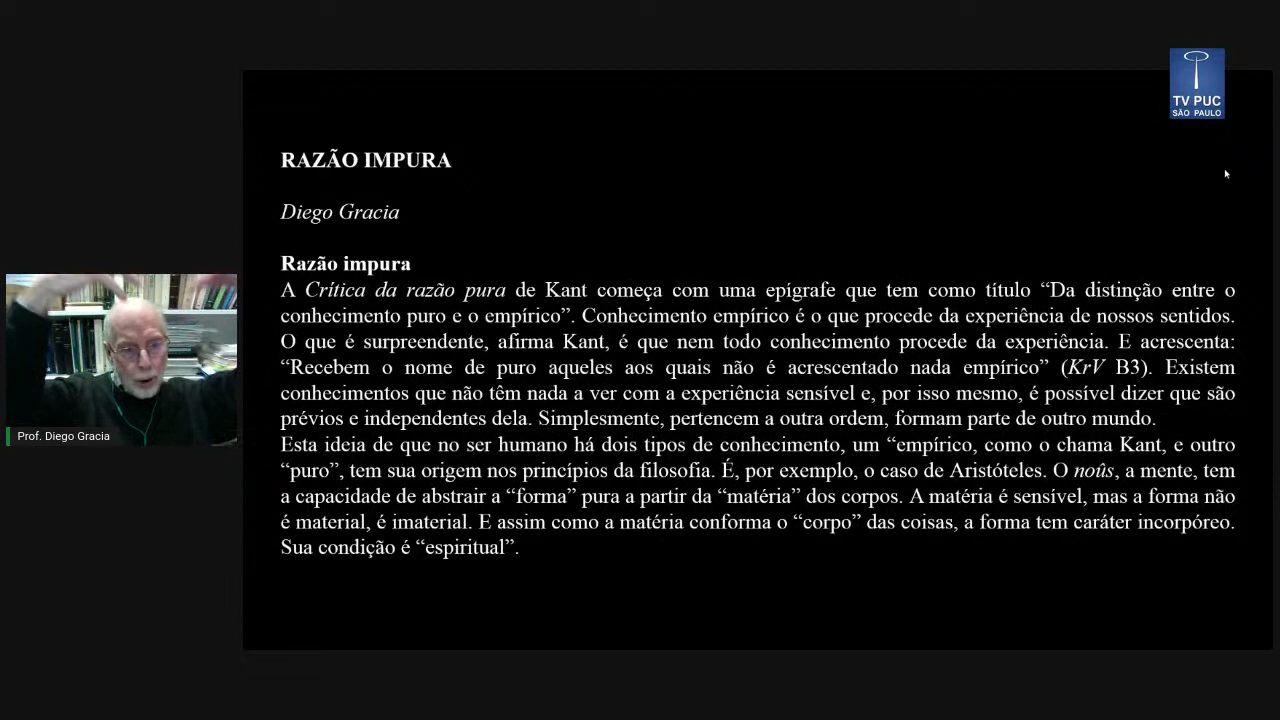 TV PUC
SÃO PAULO
RAZÃO IMPURA
Diego Gracia
Razão impura
A Crítica da razão pura de Kant começa com uma epígrafe que tem como título “Da distinção entre o
conhecimento puro e o empírico”. Conhecimento empírico é o que procede da experiência de nossos sentidos.
O que é surpreendente, afirma Kant, é que nem todo conhecimento procede da experiência. E acrescenta:
“Recebem o nome de puro aqueles aos quais não é acrescentado nada empírico” (KrV B3). Existem
conhecimentos que não têm nada a ver com a experiência sensível e, por isso mesmo, é possível dizer que são
prévios e independentes dela. Simplesmente, pertencem a outra ordem, formam parte de outro mundo.
Esta ideia de que no ser humano há dois tipos de conhecimento, um “empírico, como o chama Kant, e outro
“puro”, tem sua origem nos princípios da filosofia. É, por exemplo, o caso de Aristóteles. O noûs, a mente, tem
a capacidade de abstrair a “forma” pura a partir da “matéria” dos corpos. A matéria é sensível, mas a forma não
é material, é imaterial. E assim como a matéria conforma o “corpo” das coisas, a forma tem caráter incorpóreo.
Sua condição é “espiritual”.
Prof. Diego Gracia